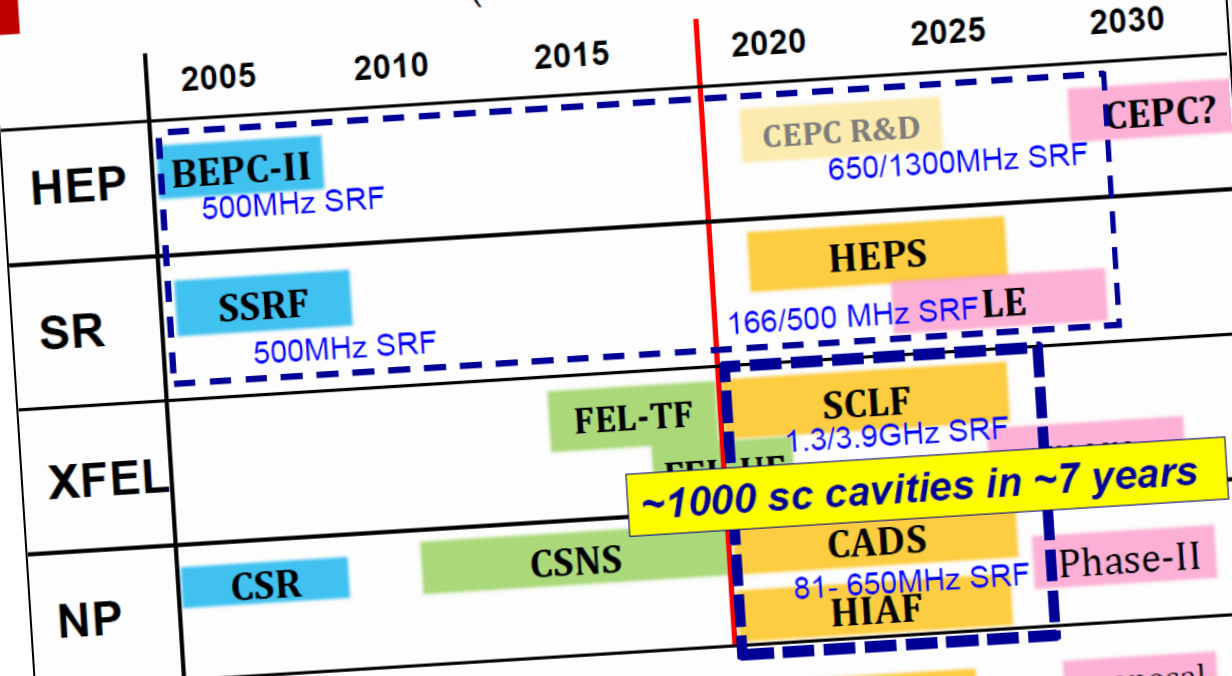 2005 2010 2015 2020 2025 2030
HEP
BEPC-II
500MHz SRF
CEPC R&D
650/1300MHz SRF
CEPC?
SR
SSRF
500MHz SRF
HEPS
166/500 MHz SRF LE
XFEL
FEL-TF
SCLF
1.3/3.9GHz SRF
~1000 sc cavities in ~7 years
NP
CSR
CSNS
CADS
81- 650MHz SRF
HIAF
Phase-II